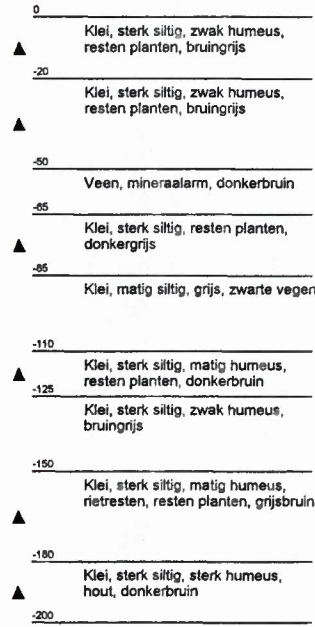 0
Klei, sterk siltig, zwak humeus,
resten planten, bruingrijs
-20
Klei, sterk siltig, zwak humeus,
resten planten, bruingrijs
-50
Veen, mineraalarm, donkerbruin
-65
Klei, sterk siltig, resten planten,
donkergrijs
-85
Klei, matig siltig, grijs, zwarte vegen
-110
Klei, sterk siltig, matig humeus,
resten planten, donkerbruin
-125
Klei, sterk siltig, zwak humeus,
bruingrijs
-150
Klei, sterk siltig, matig humeus,
rietresten, resten planten, grijsbruin
-180
Klei, sterk siltig, sterk humeus,
hout, donkerbruin
-200